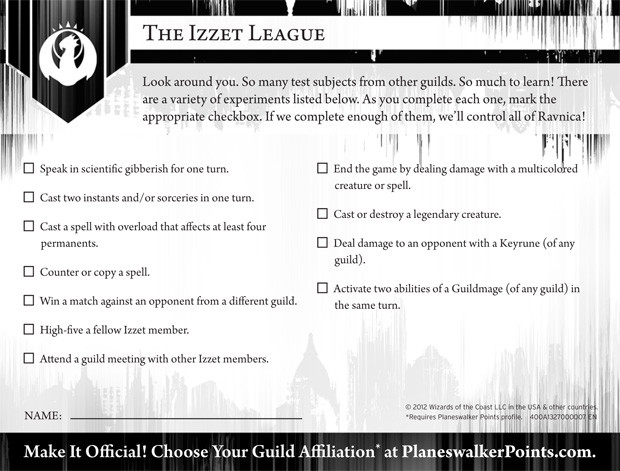 The Izzet League
Look around you. So many test subjects from other guilds. So much to learn! There
are a variety of experiments listed below. As you complete each one, mark the
appropriate checkbox. If we complete enough of them, we’ll control all of Ravnica!
Speak in scientific gibberish for one turn.
Cast two instants and/or sorceries in one turn.
Cast a spell with overload that affects at least four
permanents.
Counter or copy a spell.
Win a match against an opponent from a different guild.
High-five a fellow Izzet member.
Attend a guild meeting with other Izzet members.
End the game by dealing damage with a multicolored
creature or spell.
Cast or destroy a legendary creature.
Deal damage to an opponent with a Keyrune (of any
guild).
Activate two abilities of a Guildmage (of any guild) in
the same turn.
NAME:
© 2012 Wizards of the Coast LLC in the USA & other countries.
*Requires Planeswalker Points profile. 400A1327000007 EN
Make It Official! Choose Your Guild Affiliation* at PlaneswalkerPoints.com.